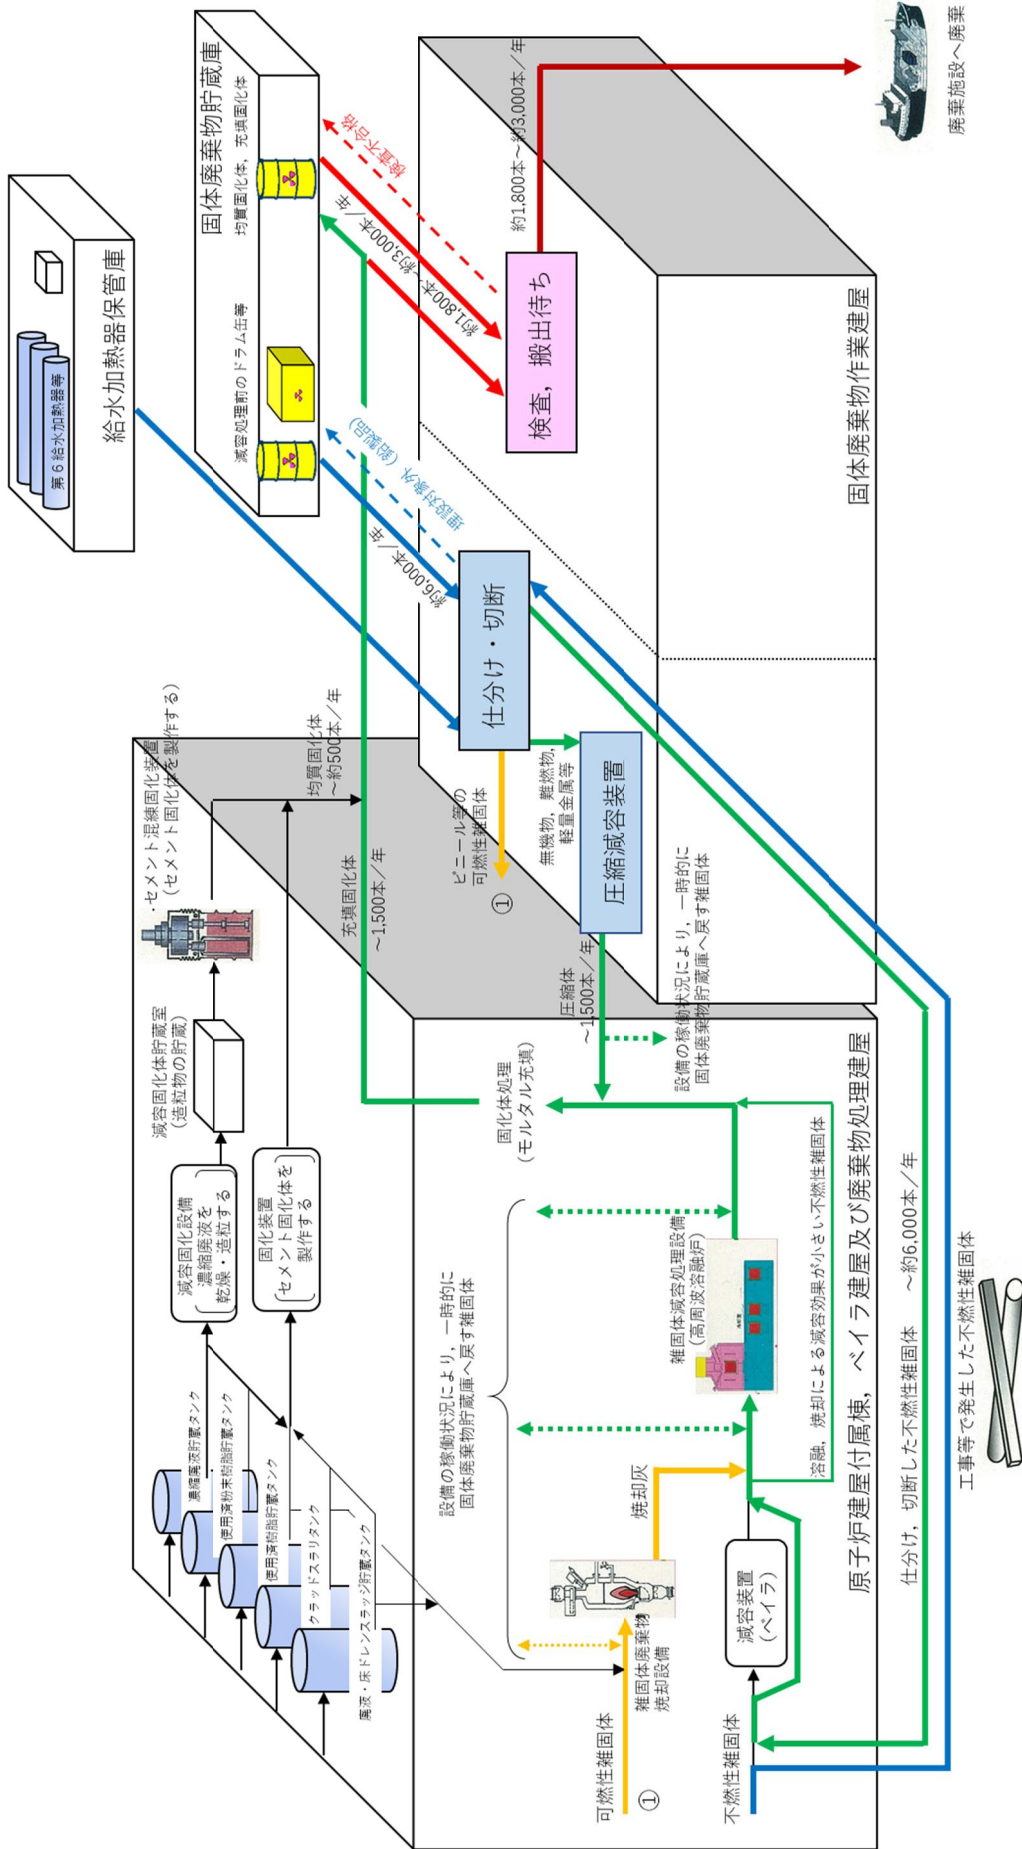 第6給水加熱器等
給水加熱器保管庫
固体廃棄物貯蔵庫
減容処理前のドラム缶等
均質固化体，充填固化体
約6,000本／年
埋設対象外（鉛製品）
約1,800本～約3,000本／年
検査不合格
仕分け・切断
検査，搬出待ち
約1,800本～約3,000本／年
廃棄施設へ廃棄
固体廃棄物作業建屋
ビニール等の
可燃性雑固体
①
無機物，難燃物，
軽量金属等
圧縮減容装置
圧縮体
～1,500本／年
設備の稼働状況により，一時的に
固体廃棄物貯蔵庫へ戻す雑固体
セメント混練固化装置
(セメント固化体を製作する)
均質固化体
～約500本／年
充填固化体
～1,500本／年
減容固化体貯蔵室
(造粒物の貯蔵)
減容固化設備
濃縮廃液を
乾燥・造粒する
固化装置
セメント固化体を
製作する
濃縮廃液貯蔵タンク
使用済粉末樹脂貯蔵タンク
使用済樹脂貯蔵タンク
クラッドスラリタンク
廃液・床ドレンスラッジ貯蔵タンク
設備の稼働状況により，一時的に
固体廃棄物貯蔵庫へ戻す雑固体
固化体処理
(モルタル充填)
可燃性雑固体
①
雑固体廃棄物
焼却設備
焼却灰
雑固体減容処理設備
(高周波溶融炉)
不燃性雑固体
減容装置
(ベイラ)
溶融，焼却による減容効果が小さい不燃性雑固体
原子炉建屋付属棟，ベイラ建屋及び廃棄物処理建屋
仕分け，切断した不燃性雑固体　～約6,000本／年
工事等で発生した不燃性雑固体